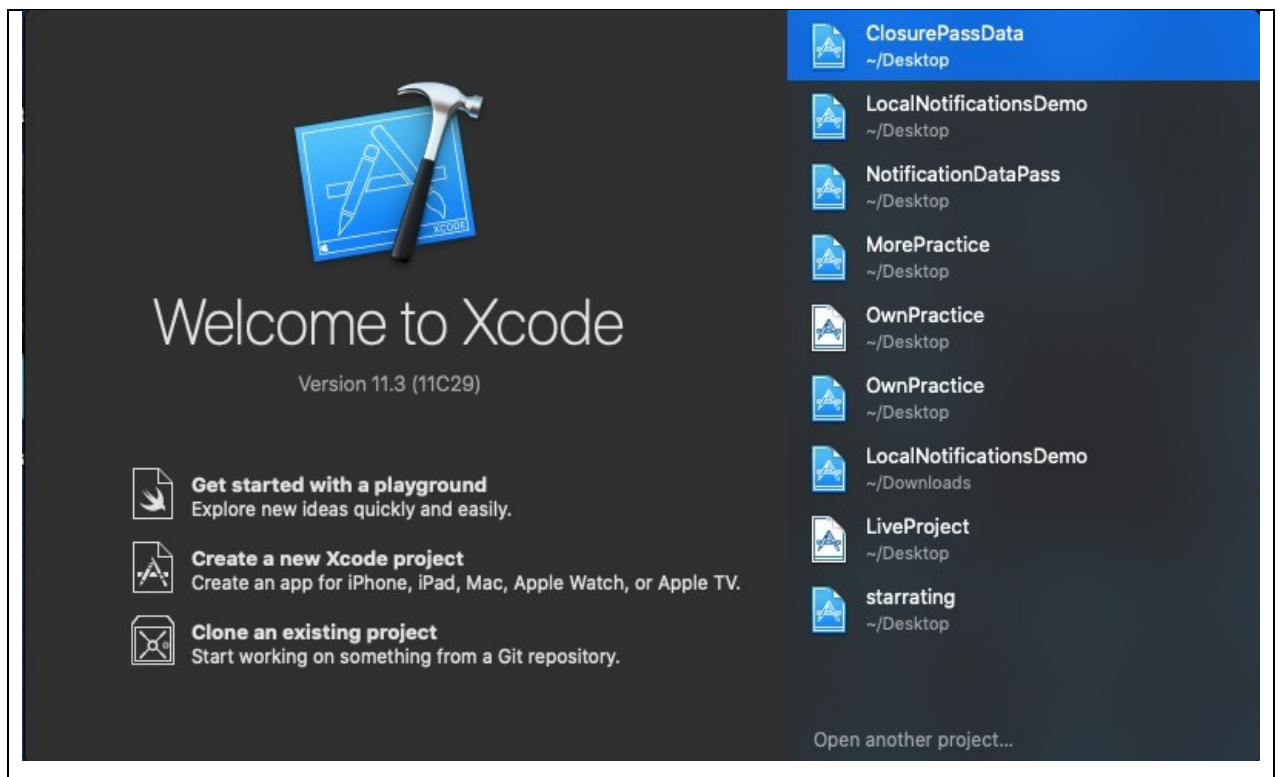 XCODE
Welcome to Xcode
Version 11.3 (11C29)
Get started with a playground
Explore new ideas quickly and easily.
Create a new Xcode project
Create an app for iPhone, iPad, Mac, Apple Watch, or Apple TV.
Clone an existing project
Start working on something from a Git repository.
ClosurePassData
~/Desktop
LocalNotificationsDemo
~/Desktop
NotificationDataPass
~/Desktop
MorePractice
~/Desktop
OwnPractice
~/Desktop
OwnPractice
~/Desktop
LocalNotificationsDemo
~/Downloads
LiveProject
~/Desktop
starrating
~/Desktop
Open another project...